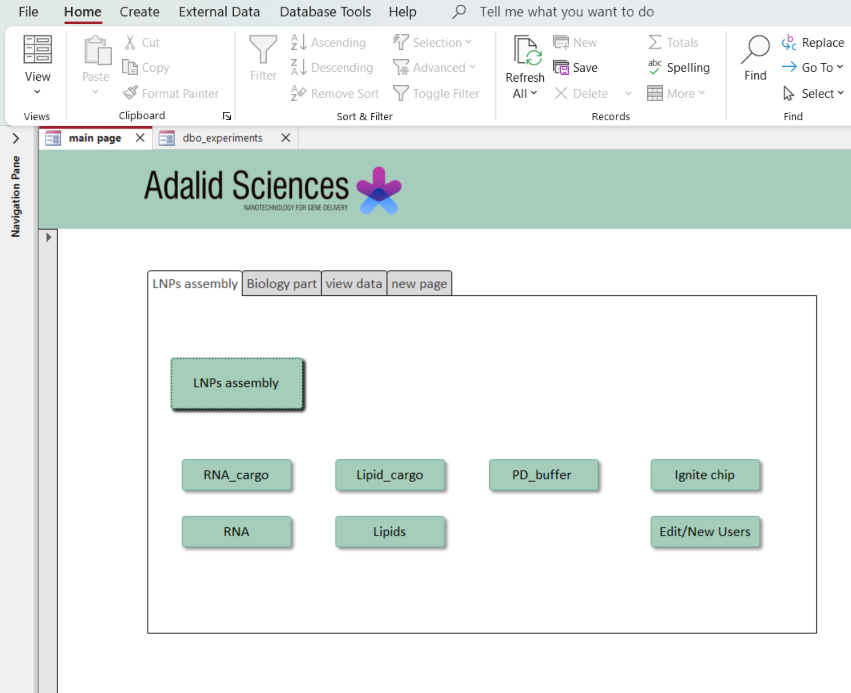 File Home Create External Data Database Tools Help Tell me what you want to do
View
Views
Paste
Cut
Copy
Format Painter
Clipboard
Filter
Ascending
Descending
Remove Sort
Selection
Advanced
Toggle Filter
Sort & Filter
Refresh
All
New
Save
Delete
Totals
Spelling
More
Records
Find
Replace
Go To
Select
Find
main page dbo_experiments
Navigation Pane
Adalid Sciences
NANOTECHNOLOGY FOR GENE DELIVERY
LNPs assembly Biology part view data new page
LNPs assembly
RNA_cargo Lipid_cargo PD_buffer Ignite chip
RNA Lipids Edit/New Users